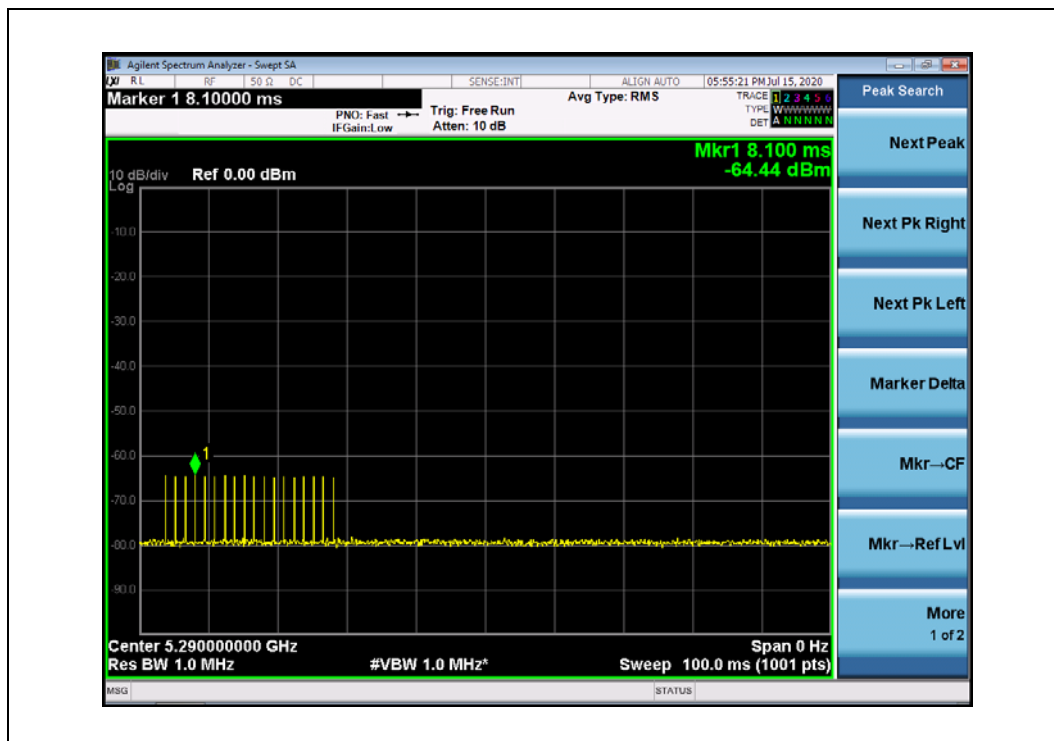 Agilent Spectrum Analyzer - Swept SA
RL RF 50 Ω DC SENSE:INT ALIGN AUTO 05:55:21 PM Jul 15, 2020
Marker 1 8.10000 ms
PNO: Fast
IFGain:Low
Trig: Free Run
Atten: 10 dB
Avg Type: RMS
TRACE 1 2 3 4 5 6
TYPE WWWWWW
DET A NNNNN
Peak Search
Next Peak
Next Pk Right
Next Pk Left
Marker Delta
Mkr→CF
Mkr→Ref Lvl
More
1 of 2
Mkr1 8.100 ms
-64.44 dBm
10 dB/div Ref 0.00 dBm
Log
-10.0
-20.0
-30.0
-40.0
-50.0
-60.0
1
-70.0
-80.0
-90.0
Center 5.290000000 GHz Span 0 Hz
Res BW 1.0 MHz #VBW 1.0 MHz* Sweep 100.0 ms (1001 pts)
MSG STATUS